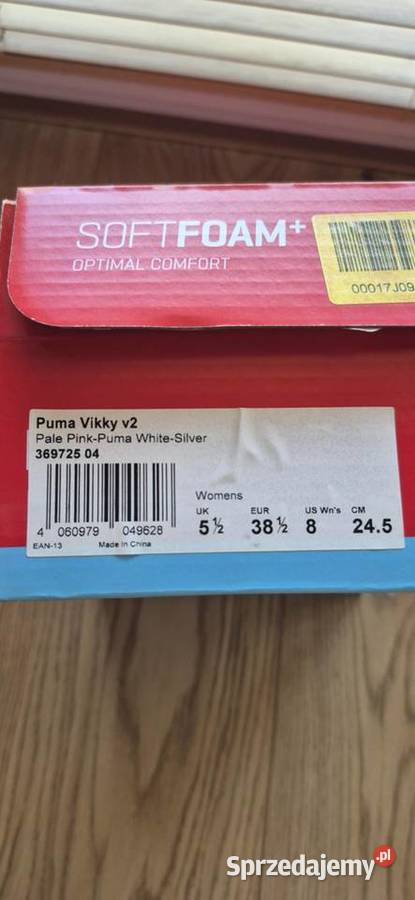 SOFTFOAM+
OPTIMAL COMFORT
00017J09
Puma Vikky v2
Pale Pink-Puma White-Silver
369725 04
4 060979 049628
EAN-13 Made in China
Womens
UK EUR US Wn's CM
5½ 38½ 8 24.5
Sprzedajemy.pl